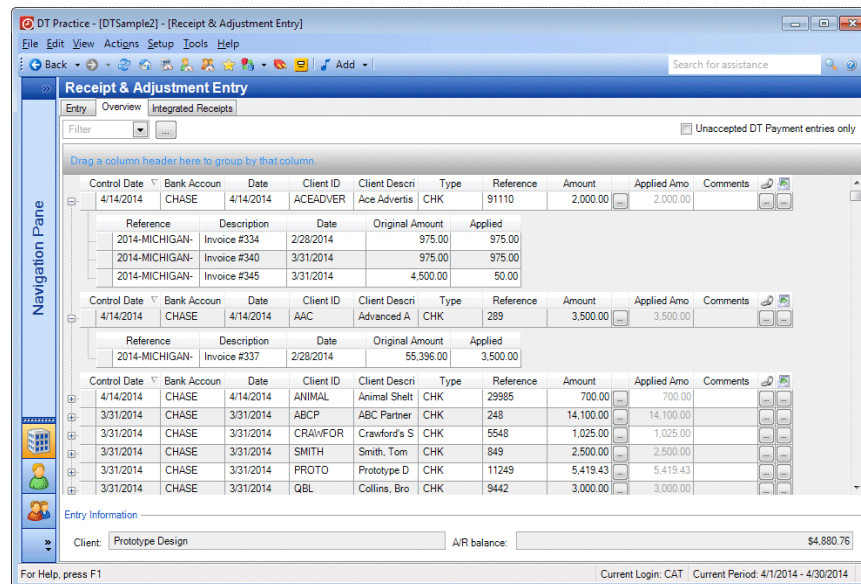 DT Practice - [DTSample2] - [Receipt & Adjustment Entry]
File Edit View Actions Setup Tools Help
Back Add Search for assistance
Receipt & Adjustment Entry
Entry Overview Integrated Receipts
Filter ... Unaccepted DT Payment entries only
Drag a column header here to group by that column.
Navigation Pane
Control Date Bank Accoun Date Client ID Client Descri Type Reference Amount Applied Amo Comments
4/14/2014 CHASE 4/14/2014 ACEADVER Ace Advertis CHK 91110 2,000.00 ... 2,000.00 ... ...
Reference Description Date Original Amount Applied
2014-MICHIGAN- Invoice #334 2/28/2014 975.00 975.00
2014-MICHIGAN- Invoice #340 3/31/2014 975.00 975.00
2014-MICHIGAN- Invoice #345 3/31/2014 4,500.00 50.00
Control Date Bank Accoun Date Client ID Client Descri Type Reference Amount Applied Amo Comments
4/14/2014 CHASE 4/14/2014 AAC Advanced A CHK 289 3,500.00 ... 3,500.00 ... ...
Reference Description Date Original Amount Applied
2014-MICHIGAN- Invoice #337 2/28/2014 55,396.00 3,500.00
Control Date Bank Accoun Date Client ID Client Descri Type Reference Amount Applied Amo Comments
4/14/2014 CHASE 4/14/2014 ANIMAL Animal Shelt CHK 29985 700.00 ... 700.00 ... ...
3/31/2014 CHASE 3/31/2014 ABCP ABC Partner CHK 248 14,100.00 ... 14,100.00 ... ...
3/31/2014 CHASE 3/31/2014 CRAWFOR Crawford's S CHK 5548 1,025.00 ... 1,025.00 ... ...
3/31/2014 CHASE 3/31/2014 SMITH Smith, Tom CHK 849 2,500.00 ... 2,500.00 ... ...
3/31/2014 CHASE 3/31/2014 PROTO Prototype D CHK 11249 5,419.43 ... 5,419.43 ... ...
3/31/2014 CHASE 3/31/2014 QBL Collins, Bro CHK 9442 3,000.00 ... 3,000.00 ... ...
Entry Information
Client: Prototype Design A/R balance: $4,880.76
For Help, press F1 Current Login: CAT Current Period: 4/1/2014 - 4/30/2014